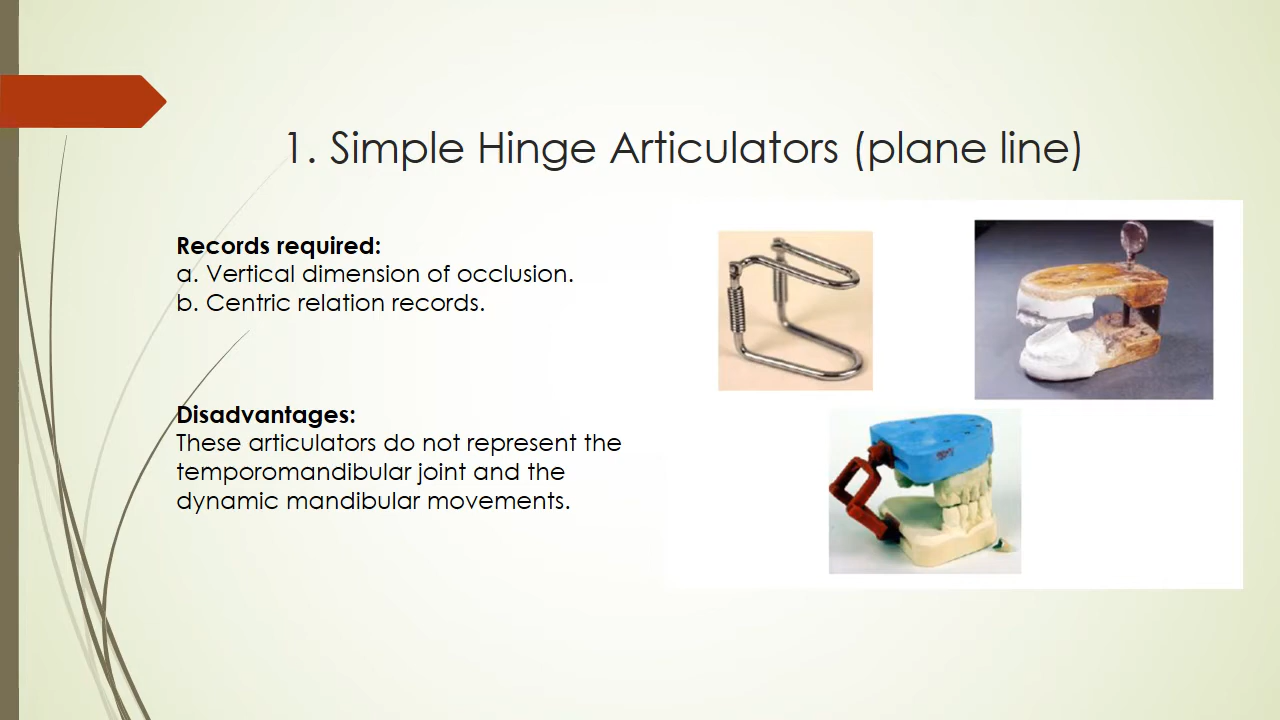 1. Simple Hinge Articulators (plane line)
Records required:
a. Vertical dimension of occlusion.
b. Centric relation records.
Disadvantages:
These articulators do not represent the
temporomandibular joint and the
dynamic mandibular movements.